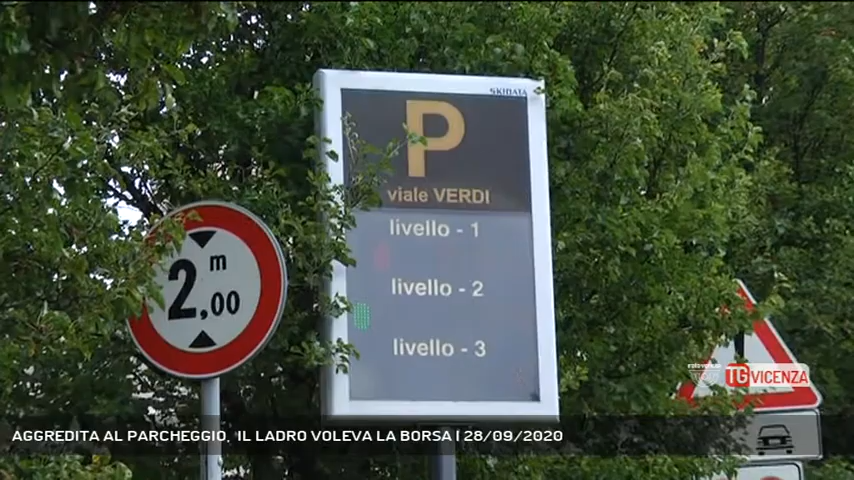 SKIDATA
P
viale VERDI
livello - 1
livello - 2
livello - 3
2,00 m
TG VICENZA
AGGREDITA AL PARCHEGGIO, IL LADRO VOLEVA LA BORSA | 28/09/2020